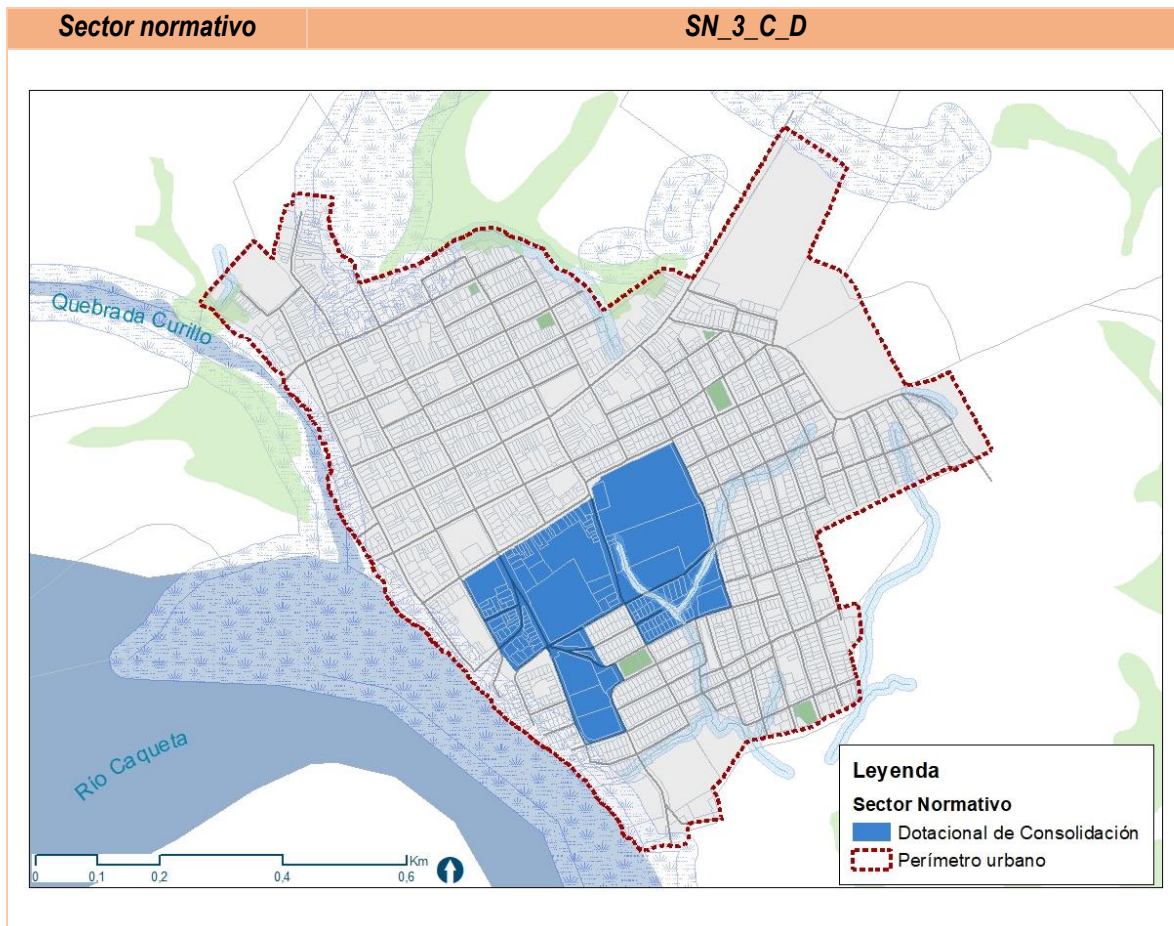 Sector normativo SN_3_C_D
Quebrada Curillo
Rio Caqueta
Leyenda
Sector Normativo
Dotacional de Consolidación
Perímetro urbano
Km
0 0,1 0,2 0,4 0,6